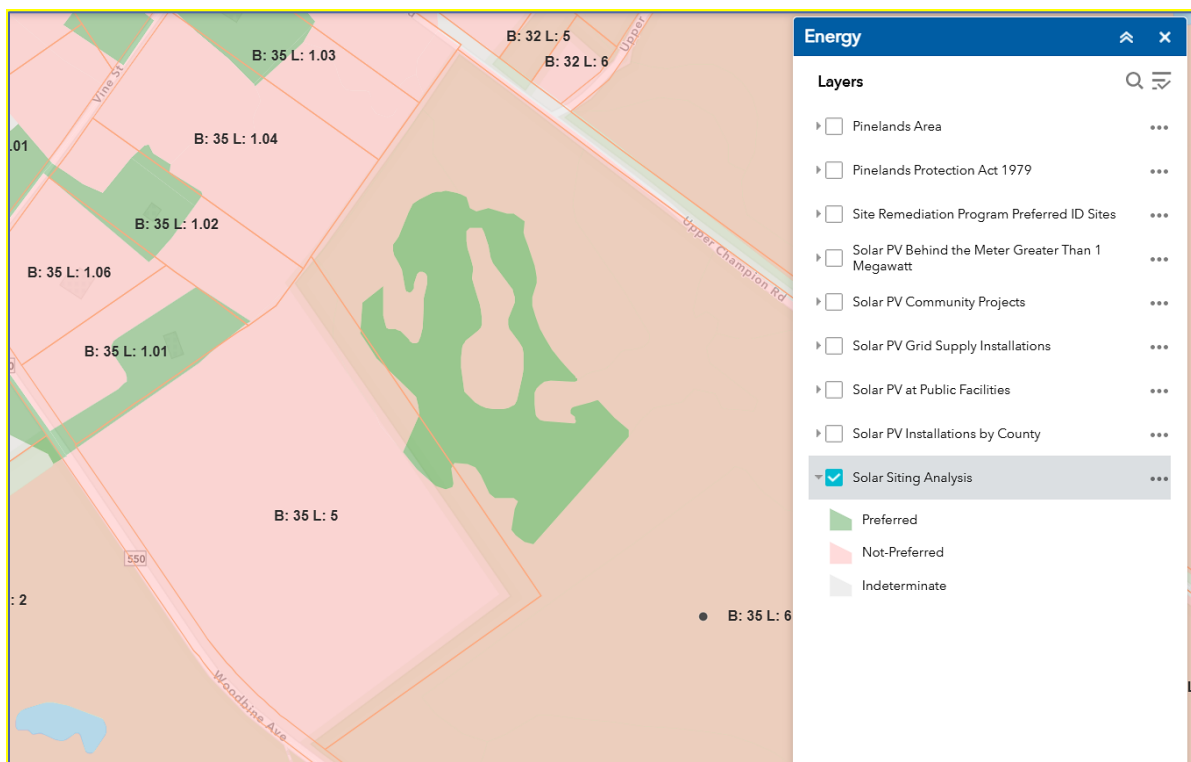 B: 32 L: 5
Upper
B: 35 L: 1.03
B: 32 L: 6
Vine St
B: 35 L: 1.04
.01
B: 35 L: 1.02
Upper Champion Rd
B: 35 L: 1.06
B: 35 L: 1.01
B: 35 L: 5
550
: 2
B: 35 L: 6
Woodbine Ave
Energy
Layers
Pinelands Area
Pinelands Protection Act 1979
Site Remediation Program Preferred ID Sites
Solar PV Behind the Meter Greater Than 1
Megawatt
Solar PV Community Projects
Solar PV Grid Supply Installations
Solar PV at Public Facilities
Solar PV Installations by County
Solar Siting Analysis
Preferred
Not-Preferred
Indeterminate